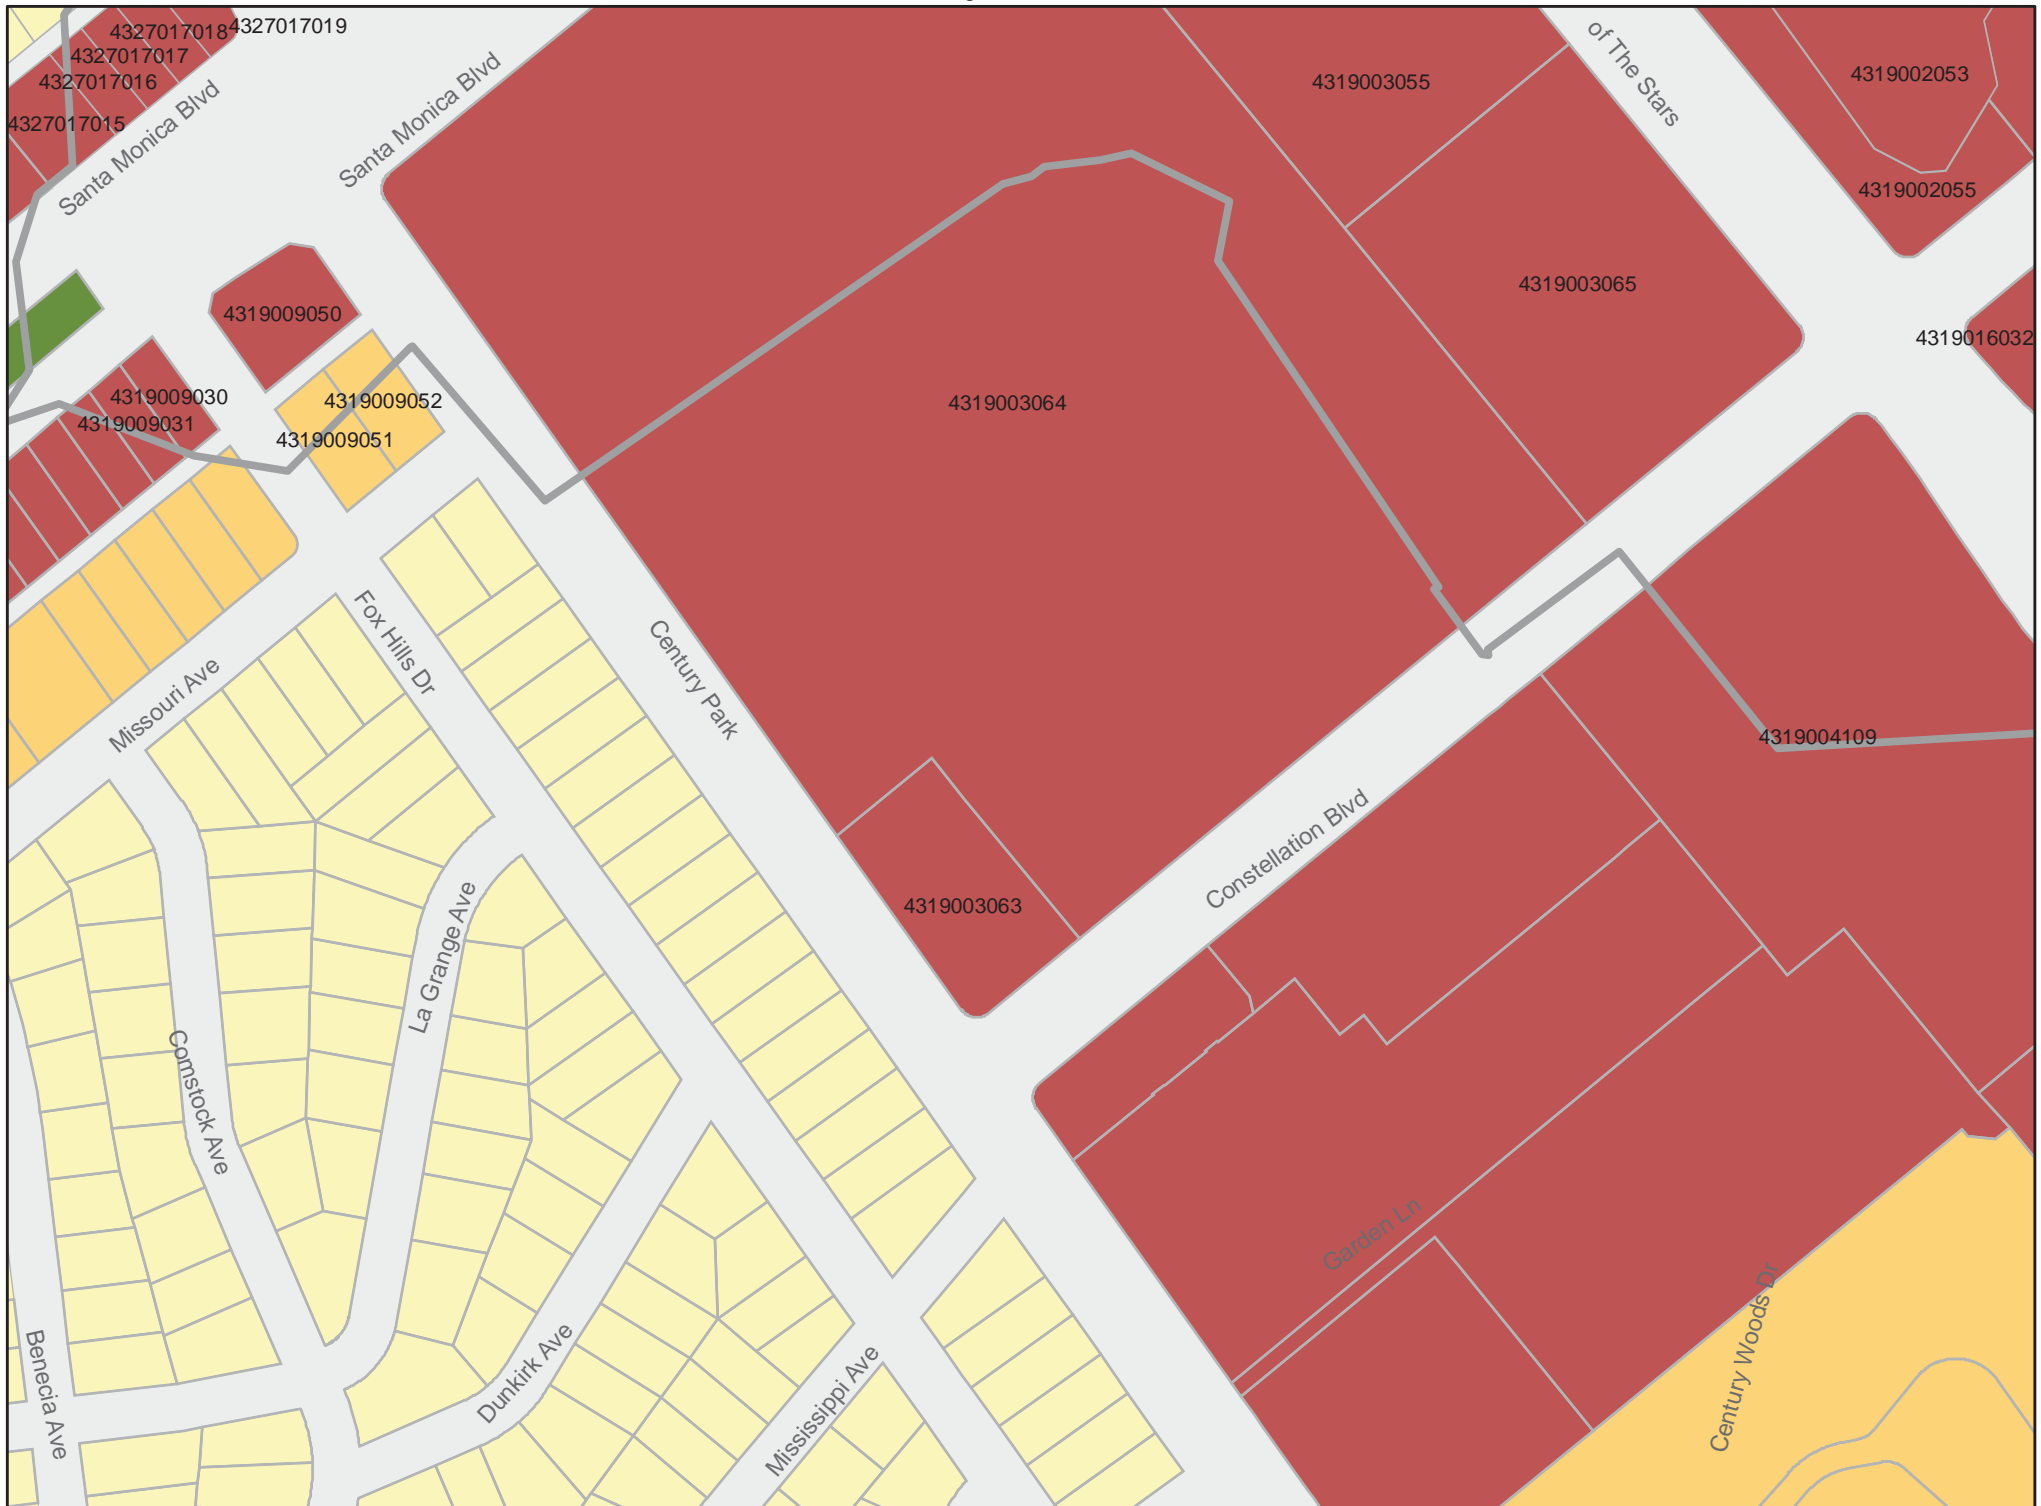 4327017018
4327017019
4327017017
4327017016
4327017015
Santa Monica Blvd
Santa Monica Blvd
of The Stars
4319003055
4319002053
4319002055
4319009050
4319003065
4319016032
4319009030
4319009052
4319003064
4319009031
4319009051
Fox Hills Dr
Century Park
Missouri Ave
4319004109
Constellation Blvd
4319003063
La Grange Ave
Comstock Ave
Garden Ln
Century Woods Dr
Benecia Ave
Dunkirk Ave
Mississippi Ave